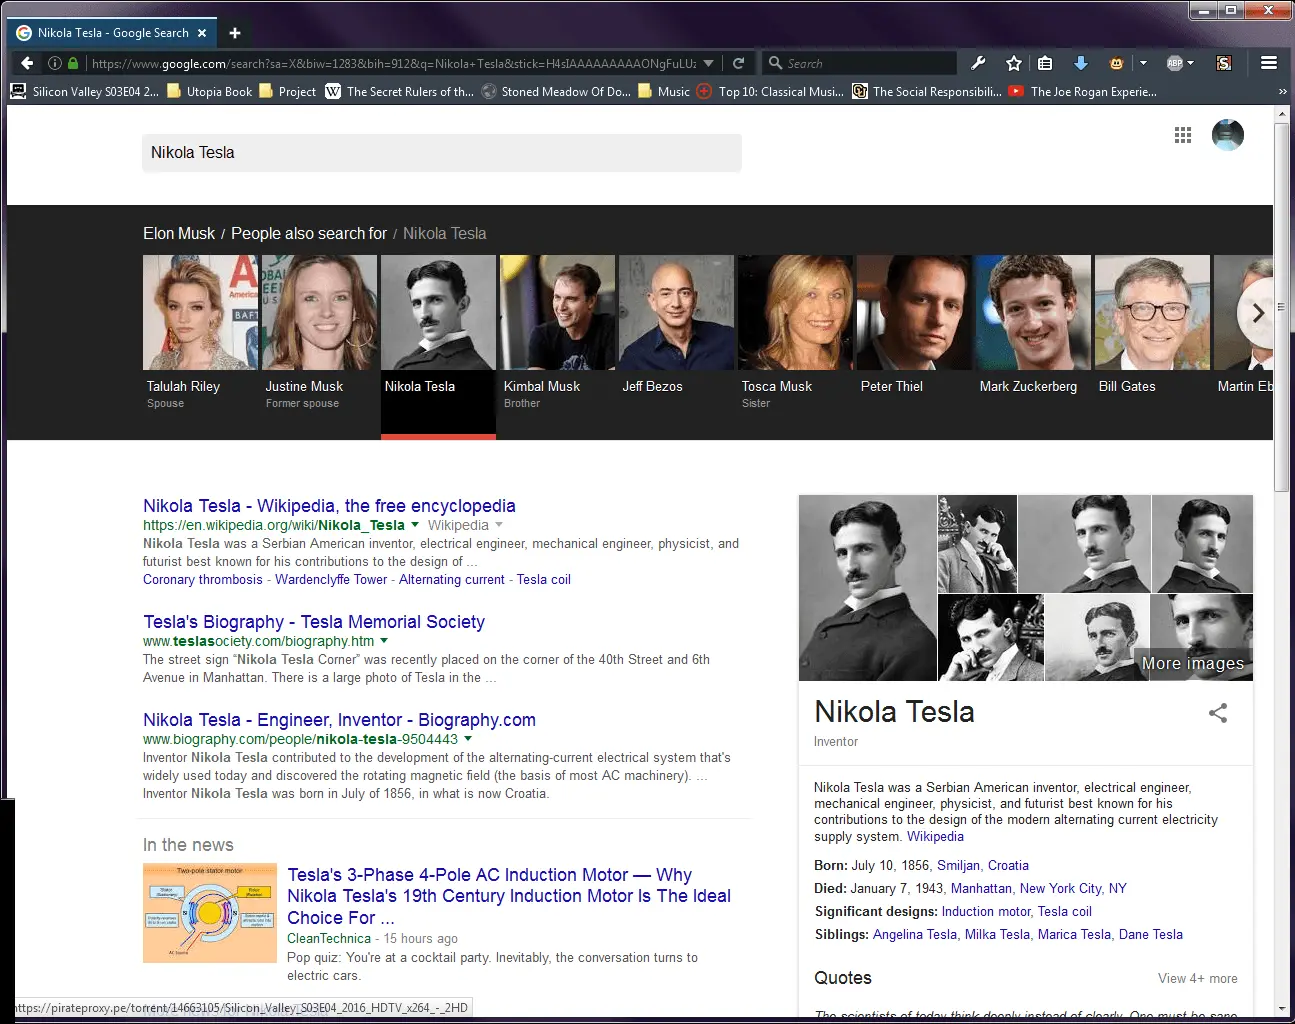 Nikola Tesla - Google Search
https://www.google.com/search?sa=X&biw=1283&bih=912&q=Nikola+Tesla&stick=H4sIAAAAAAAAONgFuLUz
Search
ABP
S
Silicon Valley S03E04 2...
Utopia Book
Project
W
The Secret Rulers of th...
Stoned Meadow Of Do...
Music
Top 10: Classical Musi...
The Social Responsibili...
The Joe Rogan Experie...
Nikola Tesla
Elon Musk / People also search for / Nikola Tesla
Talulah Riley
Spouse
Justine Musk
Former spouse
Nikola Tesla
Kimbal Musk
Brother
Jeff Bezos
Tosca Musk
Sister
Peter Thiel
Mark Zuckerberg
Bill Gates
Martin Eb
Nikola Tesla - Wikipedia, the free encyclopedia
https://en.wikipedia.org/wiki/Nikola_Tesla Wikipedia
Nikola Tesla was a Serbian American inventor, electrical engineer, mechanical engineer, physicist, and
futurist best known for his contributions to the design of ...
Coronary thrombosis - Wardenclyffe Tower - Alternating current - Tesla coil
Tesla's Biography - Tesla Memorial Society
www.teslasociety.com/biography.htm
The street sign “Nikola Tesla Corner” was recently placed on the corner of the 40th Street and 6th
Avenue in Manhattan. There is a large photo of Tesla in the ...
Nikola Tesla - Engineer, Inventor - Biography.com
www.biography.com/people/nikola-tesla-9504443
Inventor Nikola Tesla contributed to the development of the alternating-current electrical system that's
widely used today and discovered the rotating magnetic field (the basis of most AC machinery). ...
Inventor Nikola Tesla was born in July of 1856, in what is now Croatia.
In the news
Two-pole stator motor
Tesla's 3-Phase 4-Pole AC Induction Motor — Why
Nikola Tesla's 19th Century Induction Motor Is The Ideal
Choice For ...
CleanTechnica - 15 hours ago
Pop quiz: You're at a cocktail party. Inevitably, the conversation turns to
electric cars.
https://pirateproxy.pe/torrent/14663105/Silicon_Valley_S03E04_2016_HDTV_x264_-_2HD
More images
Nikola Tesla
Inventor
Nikola Tesla was a Serbian American inventor, electrical engineer,
mechanical engineer, physicist, and futurist best known for his
contributions to the design of the modern alternating current electricity
supply system. Wikipedia
Born: July 10, 1856, Smiljan, Croatia
Died: January 7, 1943, Manhattan, New York City, NY
Significant designs: Induction motor, Tesla coil
Siblings: Angelina Tesla, Milka Tesla, Marica Tesla, Dane Tesla
Quotes
View 4+ more
The scientists of today think deeply instead of clearly. One must be sane